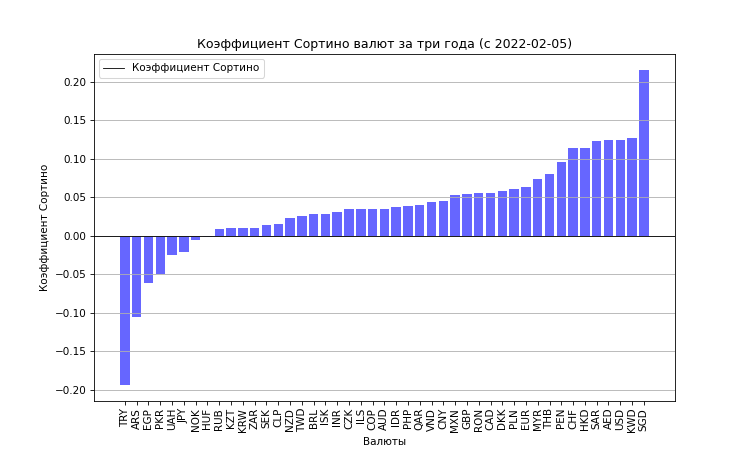 Коэффициент Сортино валют за три года (с 2022-02-05)
Коэффициент Сортино
0.20
0.15
0.10
0.05
0.00
−0.05
−0.10
−0.15
−0.20
Коэффициент Сортино
TRY
ARS
EGP
PKR
UAH
JPY
NOK
HUF
RUB
KZT
KRW
ZAR
SEK
CLP
NZD
TWD
BRL
ISK
INR
CZK
ILS
COP
AUD
IDR
PHP
QAR
VND
CNY
MXN
GBP
RON
CAD
DKK
PLN
EUR
MYR
THB
PEN
CHF
HKD
SAR
AED
USD
KWD
SGD
Валюты